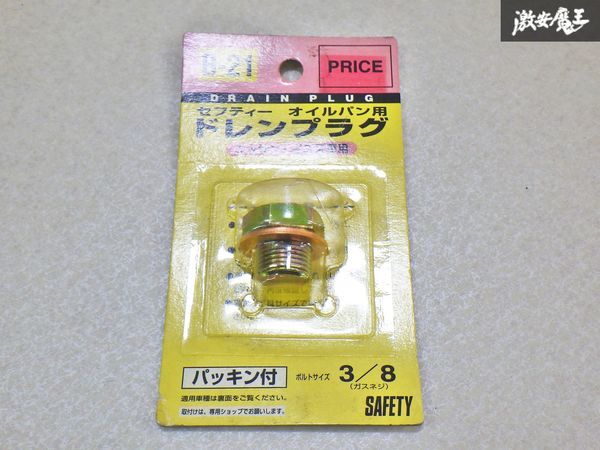 激安魔王
PRICE
DRAIN PLUG
セフティー オイルパン用
ドレンプラグ
パッキン付
ボルトサイズ 3/8
(ガスネジ)
適用車種は裏面をご覧ください。
取付けは、専用ショップでお願いします。
SAFETY